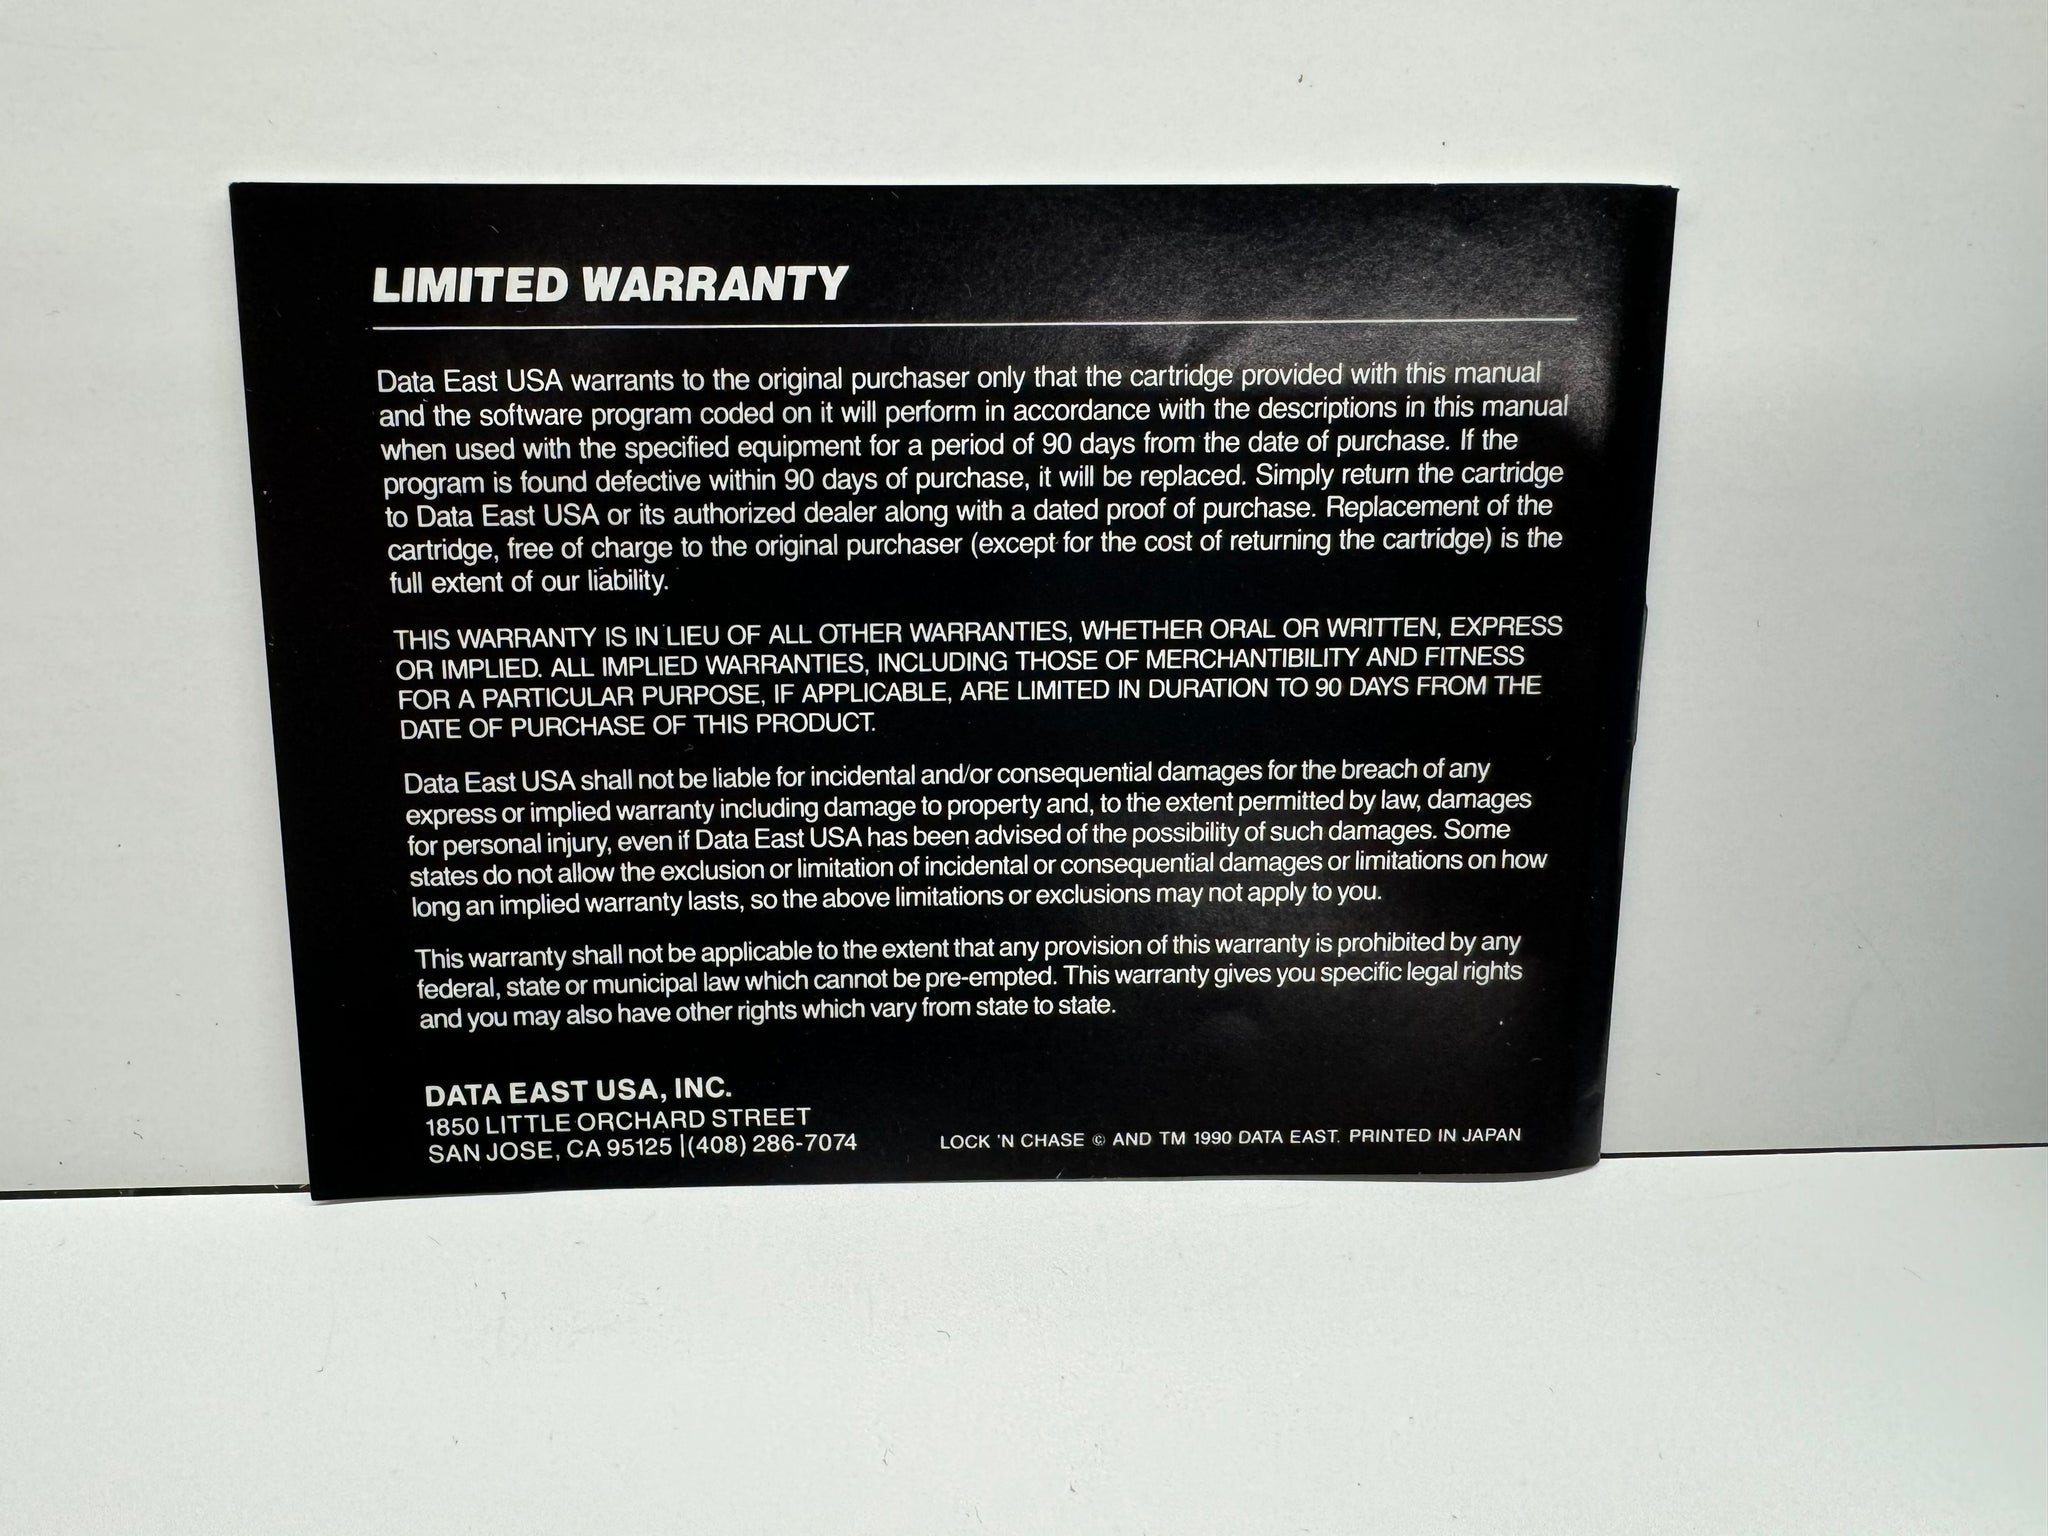 LIMITED WARRANTY
Data East USA warrants to the original purchaser only that the cartridge provided with this manual
and the software program coded on it will perform in accordance with the descriptions in this manual
when used with the specified equipment for a period of 90 days from the date of purchase. If the
program is found defective within 90 days of purchase, it will be replaced. Simply return the cartridge
to Data East USA or its authorized dealer along with a dated proof of purchase. Replacement of the
cartridge, free of charge to the original purchaser (except for the cost of returning the cartridge) is the
full extent of our liability.
THIS WARRANTY IS IN LIEU OF ALL OTHER WARRANTIES, WHETHER ORAL OR WRITTEN, EXPRESS
OR IMPLIED. ALL IMPLIED WARRANTIES, INCLUDING THOSE OF MERCHANTIBILITY AND FITNESS
FOR A PARTICULAR PURPOSE, IF APPLICABLE, ARE LIMITED IN DURATION TO 90 DAYS FROM THE
DATE OF PURCHASE OF THIS PRODUCT.
Data East USA shall not be liable for incidental and/or consequential damages for the breach of any
express or implied warranty including damage to property and, to the extent permitted by law, damages
for personal injury, even if Data East USA has been advised of the possibility of such damages. Some
states do not allow the exclusion or limitation of incidental or consequential damages or limitations on how
long an implied warranty lasts, so the above limitations or exclusions may not apply to you.
This warranty shall not be applicable to the extent that any provision of this warranty is prohibited by any
federal, state or municipal law which cannot be pre-empted. This warranty gives you specific legal rights
and you may also have other rights which vary from state to state.
DATA EAST USA, INC.
1850 LITTLE ORCHARD STREET
SAN JOSE, CA 95125 | (408) 286-7074
LOCK 'N CHASE © AND TM 1990 DATA EAST. PRINTED IN JAPAN